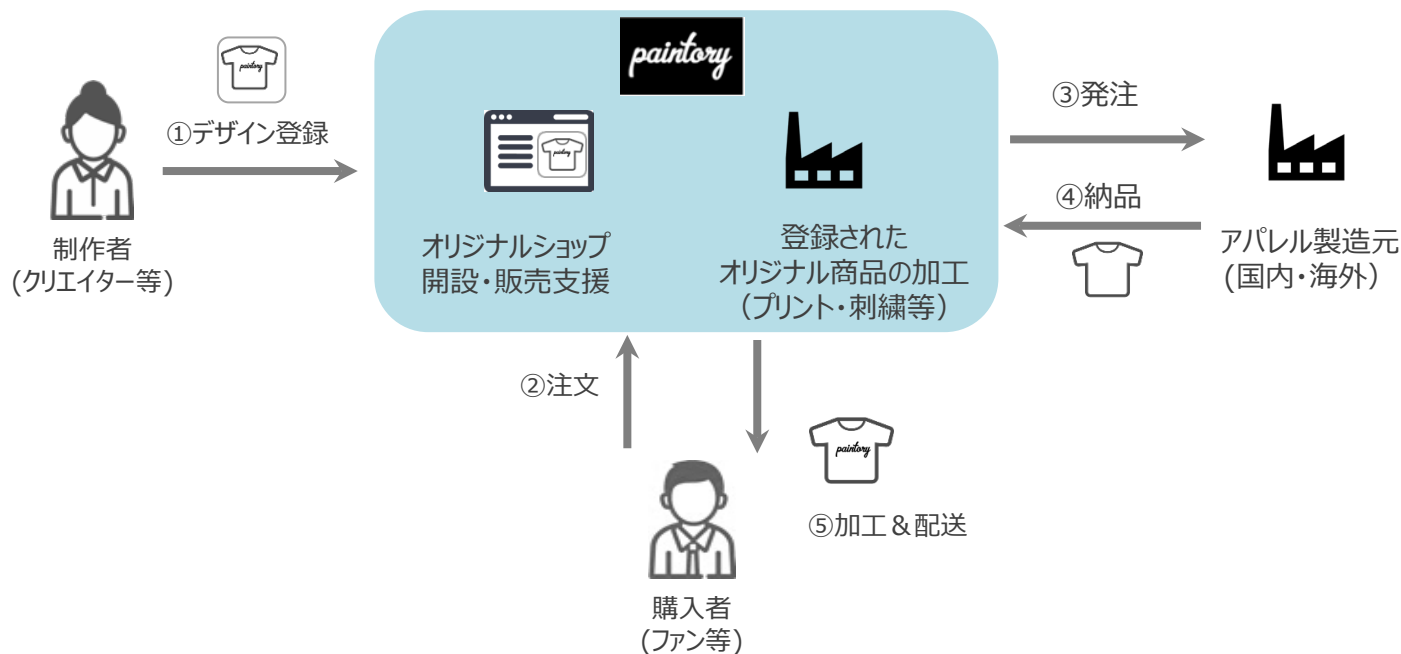 paintory
paintory
①デザイン登録
制作者
(クリエイター等)
paintory
オリジナルショップ
開設・販売支援
登録された
オリジナル商品の加工
（プリント・刺繍等）
③発注
④納品
アパレル製造元
(国内・海外）
②注文
paintory
⑤加工＆配送
購入者
(ファン等)